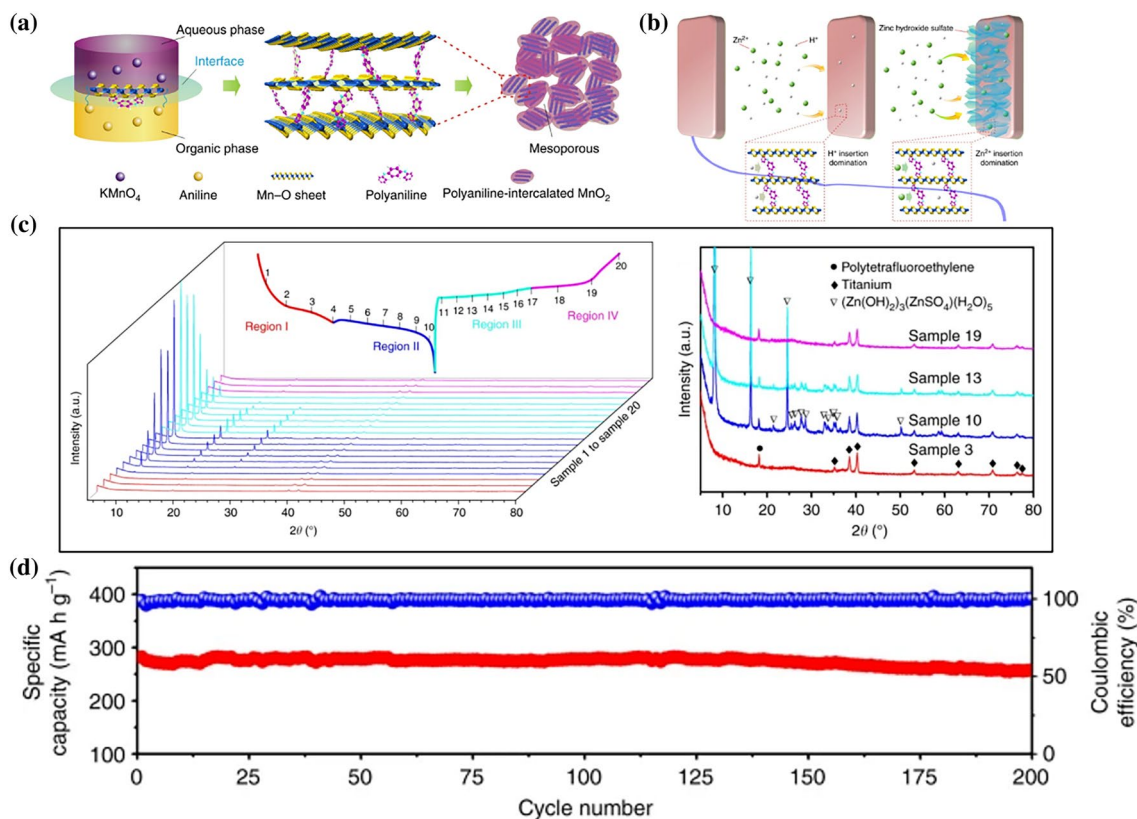 (a)
Aqueous phase
Interface
Organic phase
Mesoporous
KMnO₄
Aniline
Mn–O sheet
Polyaniline
Polyaniline-intercalated MnO₂
(b)
Zn²⁺
H⁺
Zinc hydroxide sulfate
H⁺ insertion
domination
Zn²⁺ insertion
domination
(c)
Intensity (a.u.)
1
2
3
4
5
6
7
8
9
10
11
12
13
14
15
16
17
18
19
20
Region I
Region II
Region III
Region IV
Sample 1 to sample 20
10 20 30 40 50 60 70 80
2θ (°)
Intensity (a.u.)
● Polytetrafluoroethylene
♦ Titanium
▽ (Zn(OH)₂)₃(ZnSO₄)(H₂O)₅
Sample 19
Sample 13
Sample 10
Sample 3
10 20 30 40 50 60 70 80
2θ (°)
(d)
Specific
capacity (mA h g⁻¹)
400
300
200
100
100
50
0
Coulombic
efficiency (%)
0 25 50 75 100 125 150 175 200
Cycle number